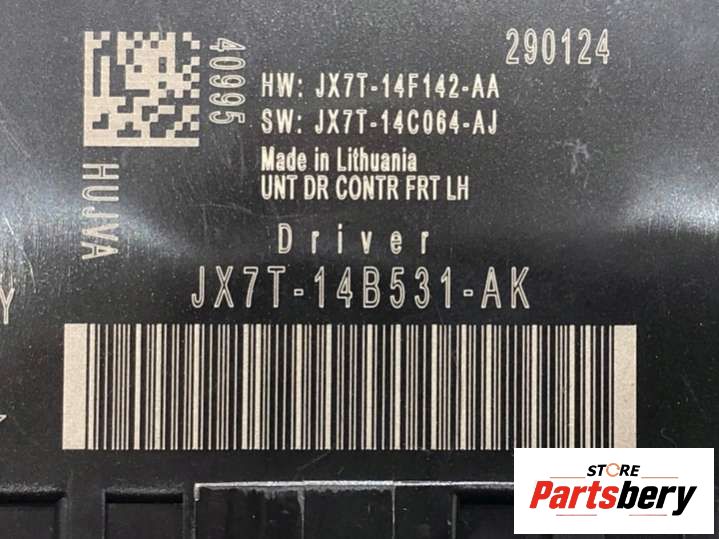 290124
40995
HW: JX7T-14F142-AA
SW: JX7T-14C064-AJ
Made in Lithuania
UNT DR CONTR FRT LH
HUJVA
Driver
JX7T-14B531-AK
Y
STORE
Partsbery